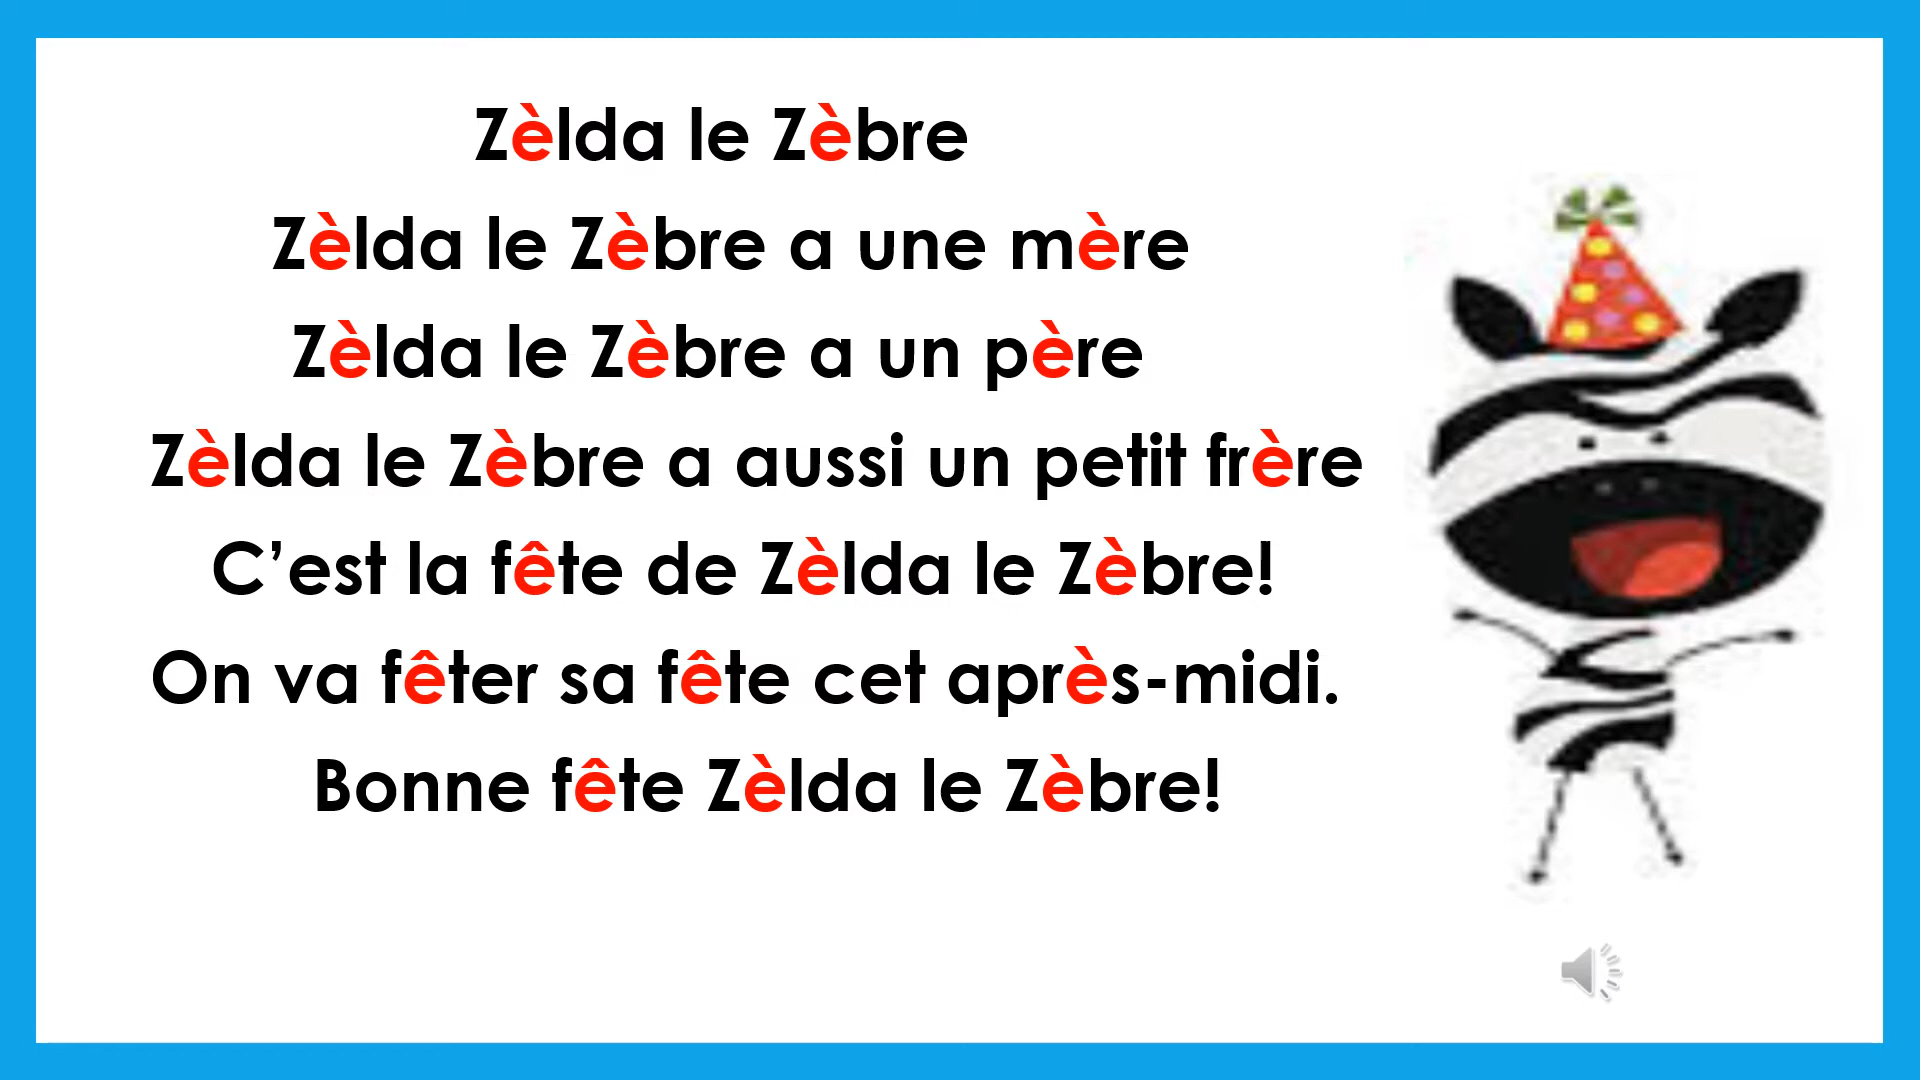 Zèlda le Zèbre
Zèlda le Zèbre a une mère
Zèlda le Zèbre a un père
Zèlda le Zèbre a aussi un petit frère
C’est la fête de Zèlda le Zèbre!
On va fêter sa fête cet après-midi.
Bonne fête Zèlda le Zèbre!